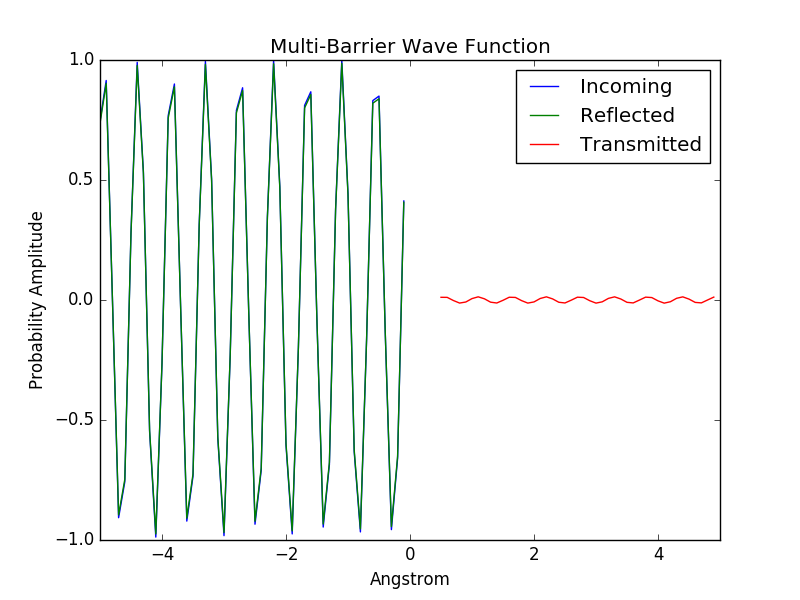 Multi-Barrier Wave Function
Incoming
Reflected
Transmitted
1.0
0.5
0.0
−0.5
−1.0
Probability Amplitude
−4
−2
0
2
4
Angstrom